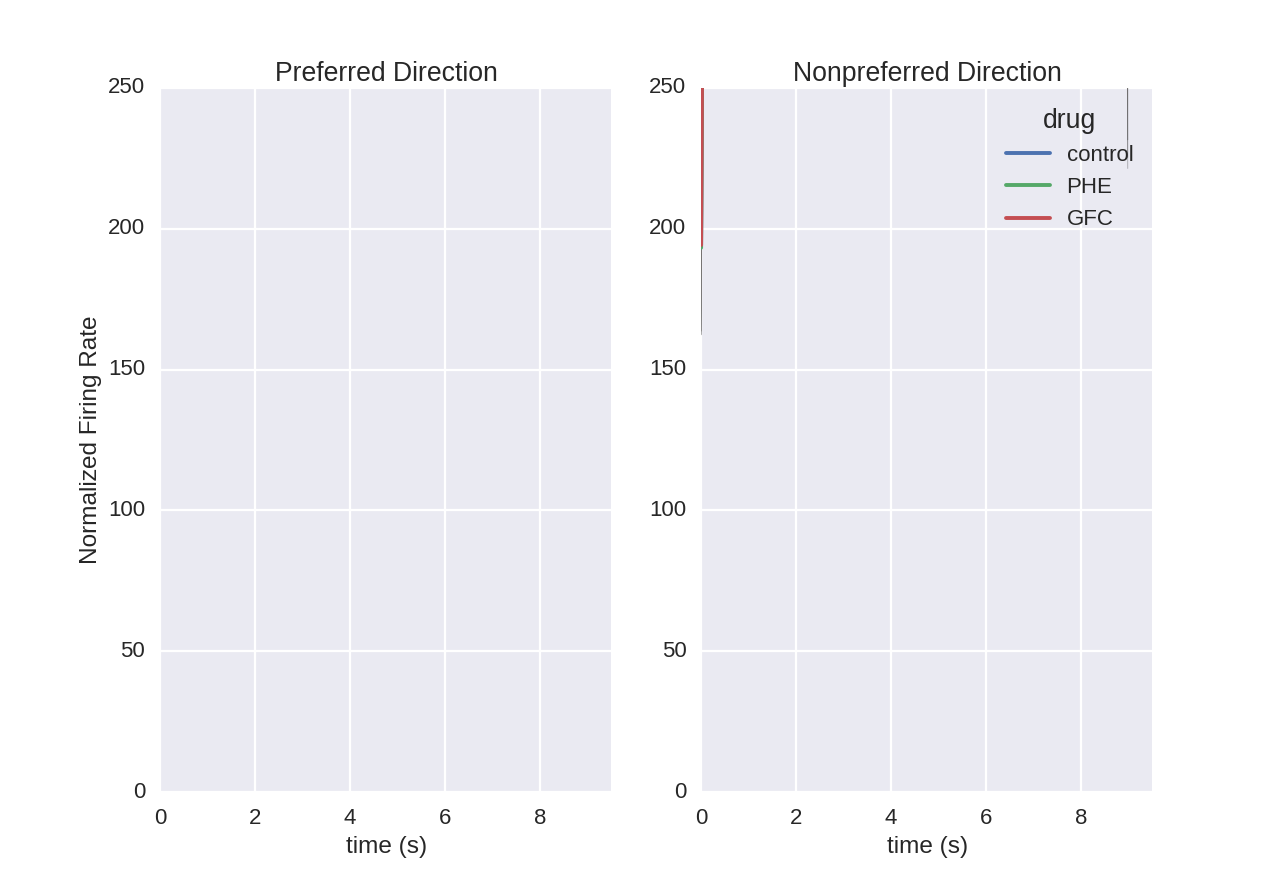 Preferred Direction
250
200
150
100
50
0
0 2 4 6 8
time (s)
Normalized Firing Rate
Nonpreferred Direction
250
200
150
100
50
0
0 2 4 6 8
time (s)
drug
control
PHE
GFC